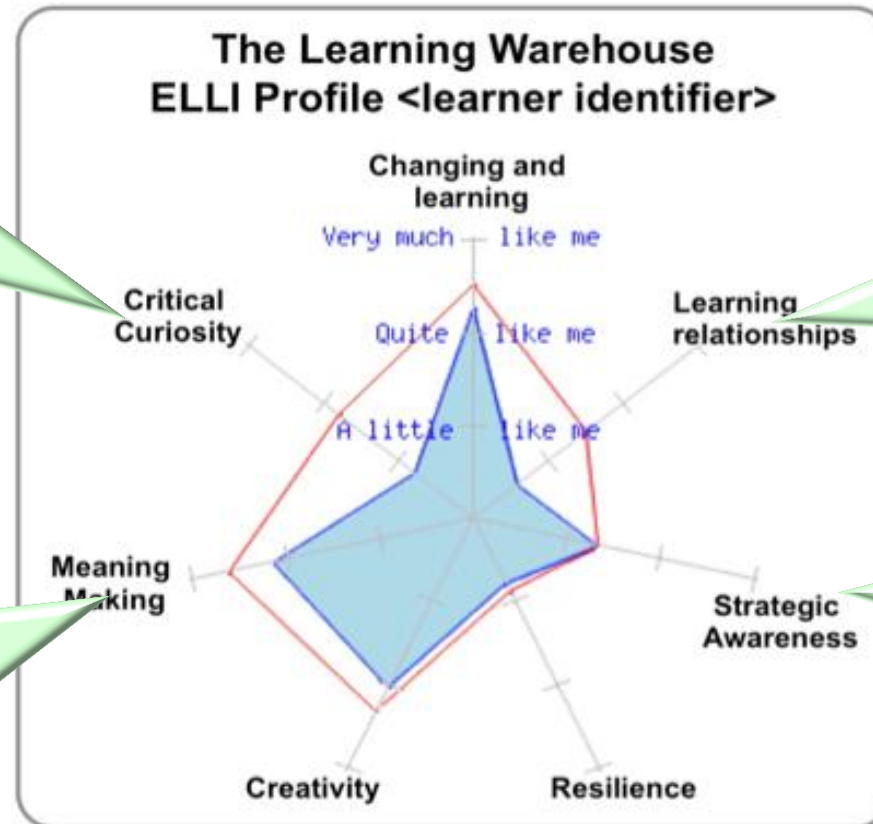 The Learning Warehouse
ELLI Profile <learner identifier>
Changing and
learning
Very much like me
Critical
Curiosity
Learning
relationships
Quite like me
A little like me
Meaning
Making
Strategic
Awareness
Creativity
Resilience